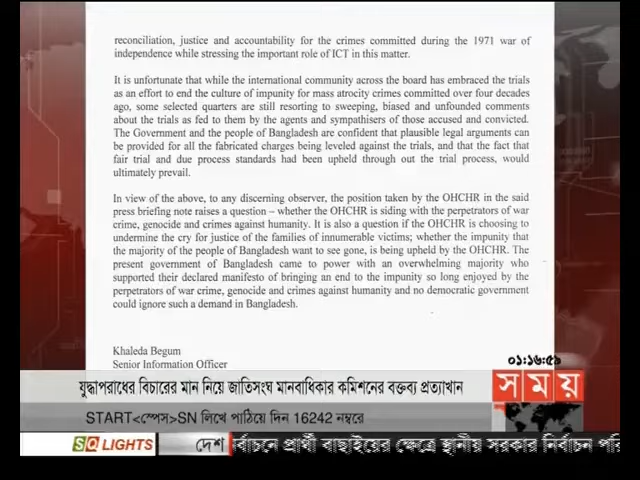 reconciliation, justice and accountability for the crimes committed during the 1971 war of
independence while stressing the important role of ICT in this matter.
It is unfortunate that while the international community across the board has embraced the trials
as an effort to end the culture of impunity for mass atrocity crimes committed over four decades
ago, some selected quarters are still resorting to sweeping, biased and unfounded comments
about the trials as fed to them by the agents and sympathisers of those accused and convicted.
The Government and the people of Bangladesh are confident that plausible legal arguments
can be provided for all the fabricated charges being leveled against the trials, and that the fact that
fair trial and due process standards had been upheld through out the trial process, would
ultimately prevail.
In view of the above, to any discerning observer, the position taken by the OHCHR in the said
press briefing note raises a question – whether the OHCHR is siding with the perpetrators of war
crime, genocide and crimes against humanity. It is also a question if the OHCHR is choosing to
undermine the cry for justice of the families of innumerable victims; whether the impunity that
the majority of the people of Bangladesh want to see gone, is being upheld by the OHCHR. The
present government of Bangladesh came to power with an overwhelming majority who
supported their declared manifesto of bringing an end to the impunity so long enjoyed by the
perpetrators of war crime, genocide and crimes against humanity and no democratic government
could ignore such a demand in Bangladesh.
Khaleda Begum
Senior Information Officer
০১:১৬:৫৯
যুদ্ধাপরাধের বিচারের মান নিয়ে জাতিসংঘ মানবাধিকার কমিশনের বক্তব্য প্রত্যাখান
সময়
START<স্পেস>SN লিখে পাঠিয়ে দিন 16242 নম্বরে
SQ LIGHTS দেশ র্বাচনে প্রার্থী বাছাইয়ের ক্ষেত্রে স্থানীয় সরকার নির্বাচন পরি